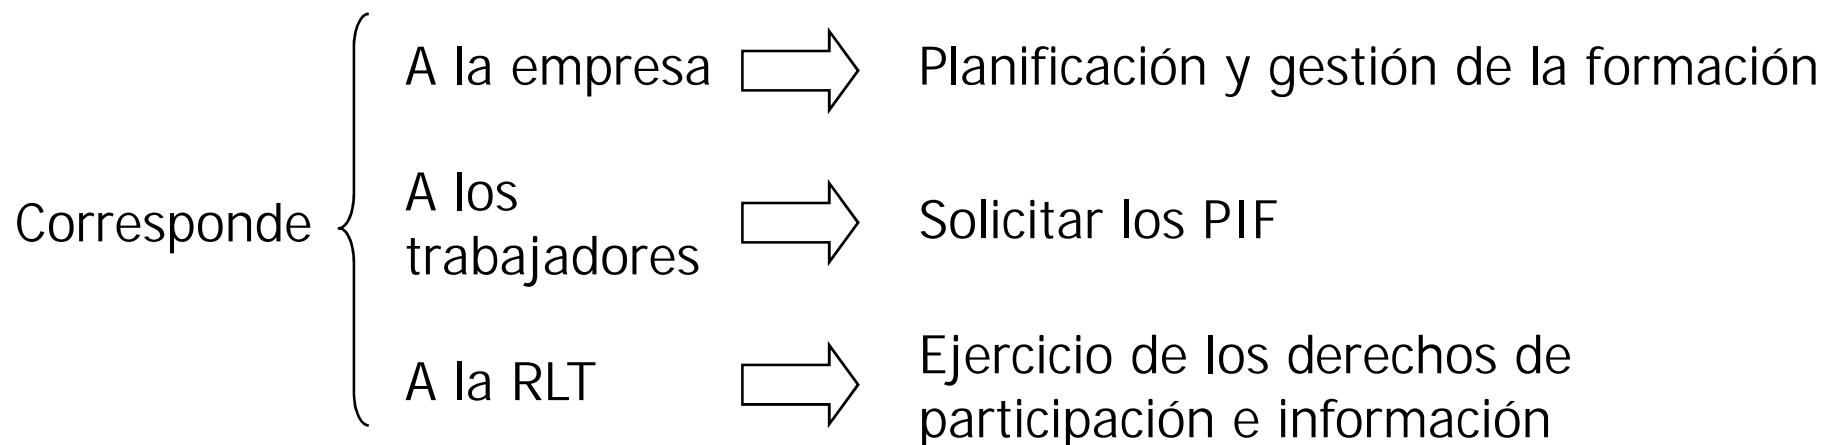 A la empresa
Planificación y gestión de la formación
Corresponde
A los
trabajadores
Solicitar los PIF
A la RLT
Ejercicio de los derechos de
participación e información